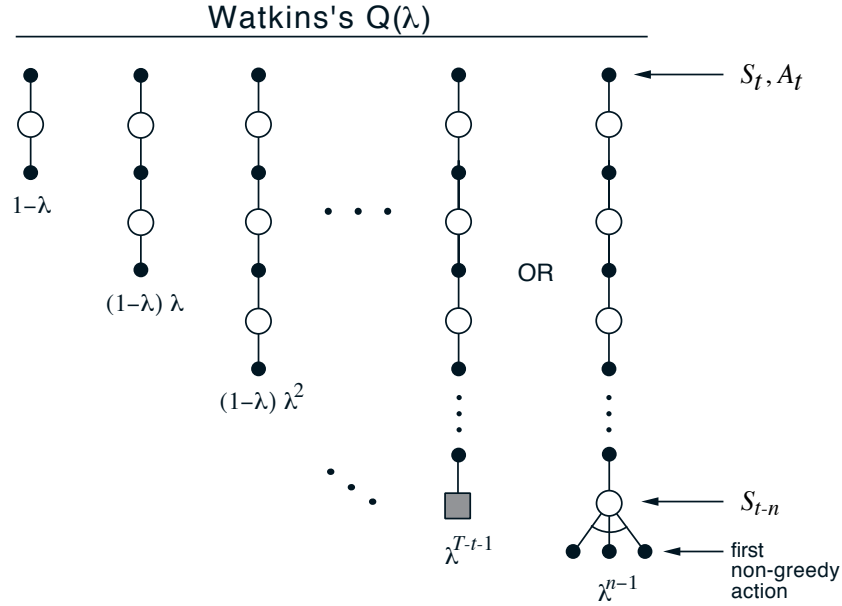 Watkins's Q(λ)
S_t, A_t
1−λ
(1−λ) λ
(1−λ) λ^2
OR
λ^{T-t-1}
S_{t-n}
first
non-greedy
action
λ^{n−1}